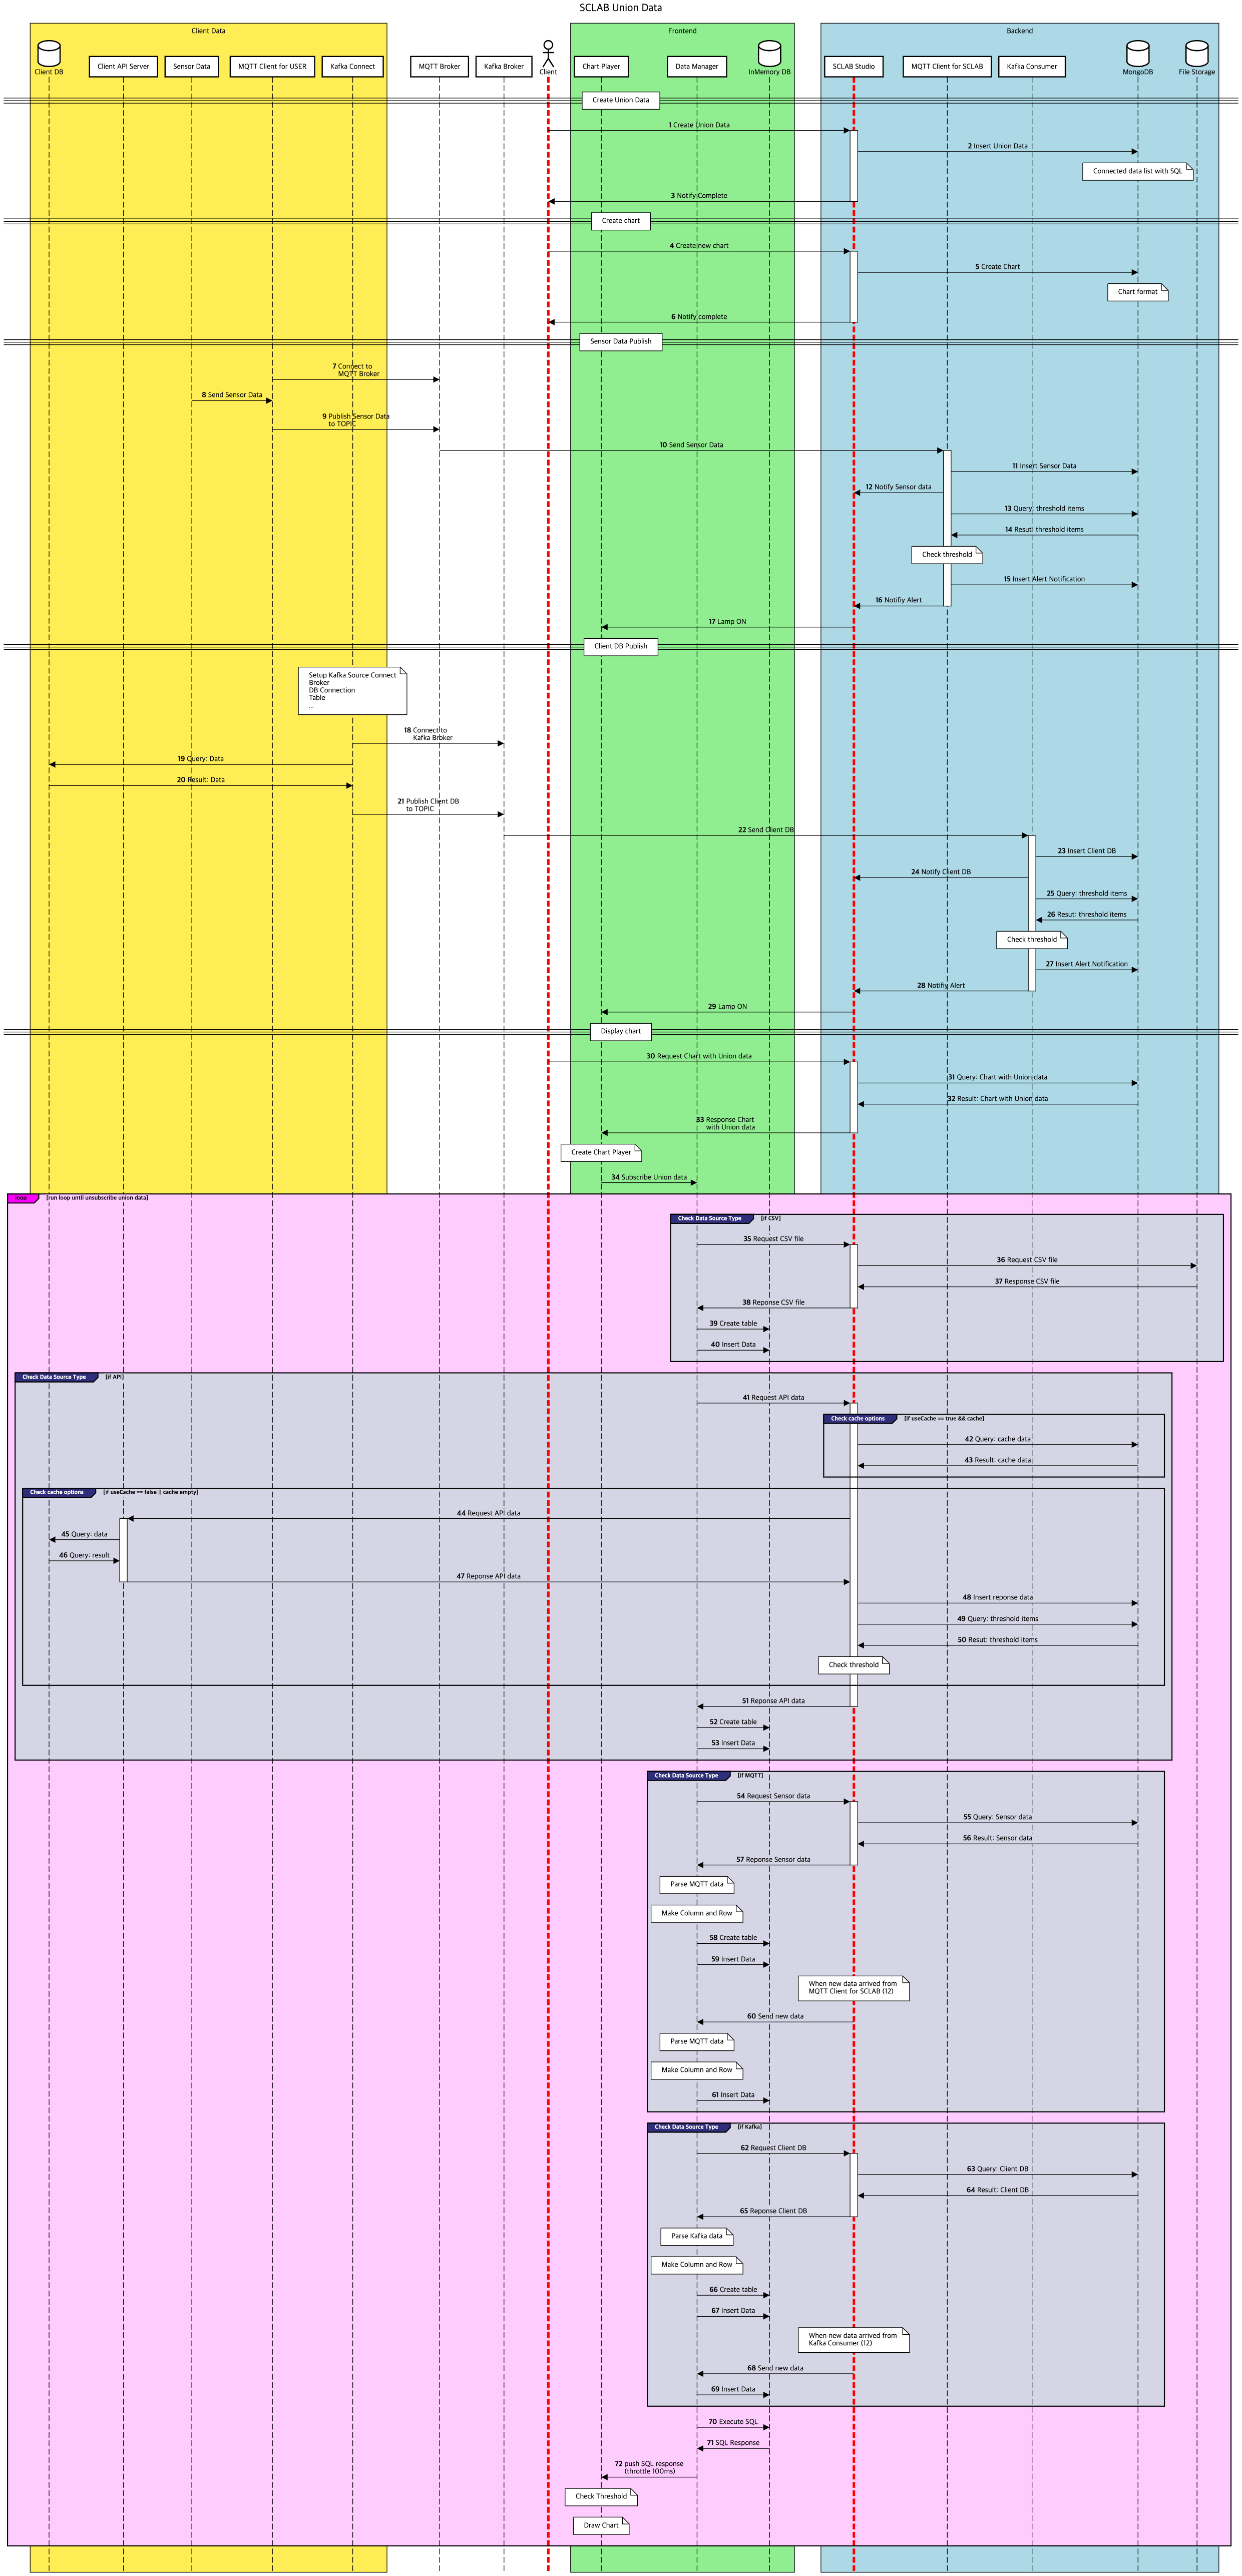 SCLAB Union Data
Client Data
Frontend
Backend
Client DB
Client API Server
Sensor Data
MQTT Client for USER
Kafka Connect
MQTT Broker
Kafka Broker
Client
Chart Player
Data Manager
InMemory DB
SCLAB Studio
MQTT Client for SCLAB
Kafka Consumer
MongoDB
File Storage
Create Union Data
1 Create Union Data
2 Insert Union Data
Connected data list with SQL
3 Notify Complete
Create chart
4 Create new chart
5 Create Chart
Chart format
6 Notify complete
Sensor Data Publish
7 Connect to
MQTT Broker
8 Send Sensor Data
9 Publish Sensor Data
to TOPIC
10 Send Sensor Data
11 Insert Sensor Data
12 Notify Sensor data
13 Query: threshold items
14 Resut: threshold items
Check threshold
15 Insert Alert Notification
16 Notifiy Alert
17 Lamp ON
Client DB Publish
Setup Kafka Source Connect
Broker
DB Connection
Table
...
18 Connect to
Kafka Broker
19 Query: Data
20 Result: Data
21 Publish Client DB
to TOPIC
22 Send Client DB
23 Insert Client DB
24 Notify Client DB
25 Query: threshold items
26 Resut: threshold items
Check threshold
27 Insert Alert Notification
28 Notifiy Alert
29 Lamp ON
Display chart
30 Request Chart with Union data
31 Query: Chart with Union data
32 Result: Chart with Union data
33 Response Chart
with Union data
Create Chart Player
34 Subscribe Union data
loop [run loop until unsubscribe union data]
Check Data Source Type [if CSV]
35 Request CSV file
36 Request CSV file
37 Response CSV file
38 Reponse CSV file
39 Create table
40 Insert Data
Check Data Source Type [if API]
41 Request API data
Check cache options [if useCache == true && cache]
42 Query: cache data
43 Result: cache data
Check cache options [if useCache == false || cache empty]
44 Request API data
45 Query: data
46 Query: result
47 Reponse API data
48 Insert reponse data
49 Query: threshold items
50 Resut: threshold items
Check threshold
51 Reponse API data
52 Create table
53 Insert Data
Check Data Source Type [if MQTT]
54 Request Sensor data
55 Query: Sensor data
56 Result: Sensor data
57 Reponse Sensor data
Parse MQTT data
Make Column and Row
58 Create table
59 Insert Data
When new data arrived from
MQTT Client for SCLAB (12)
60 Send new data
Parse MQTT data
Make Column and Row
61 Insert Data
Check Data Source Type [if Kafka]
62 Request Client DB
63 Query: Client DB
64 Result: Client DB
65 Reponse Client DB
Parse Kafka data
Make Column and Row
66 Create table
67 Insert Data
When new data arrived from
Kafka Consumer (12)
68 Send new data
69 Insert Data
70 Execute SQL
71 SQL Response
72 push SQL response
(throttle 100ms)
Check Threshold
Draw Chart